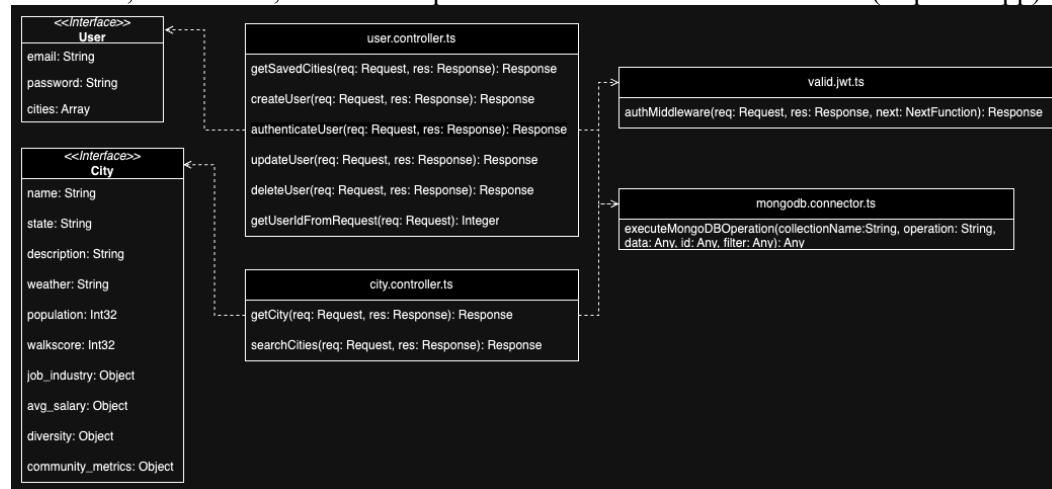 <<Interface>>
User
email: String
password: String
cities: Array
<<Interface>>
City
name: String
state: String
description: String
weather: String
population: Int32
walkscore: Int32
job_industry: Object
avg_salary: Object
diversity: Object
community_metrics: Object
user.controller.ts
getSavedCities(req: Request, res: Response): Response
createUser(req: Request, res: Response): Response
authenticateUser(req: Request, res: Response): Response
updateUser(req: Request, res: Response): Response
deleteUser(req: Request, res: Response): Response
getUserIdFromRequest(req: Request): Integer
city.controller.ts
getCity(req: Request, res: Response): Response
searchCities(req: Request, res: Response): Response
valid.jwt.ts
authMiddleware(req: Request, res: Response, next: NextFunction): Response
mongodb.connector.ts
executeMongoDBOperation(collectionName:String, operation: String,
data: Any, id: Any, filter: Any): Any